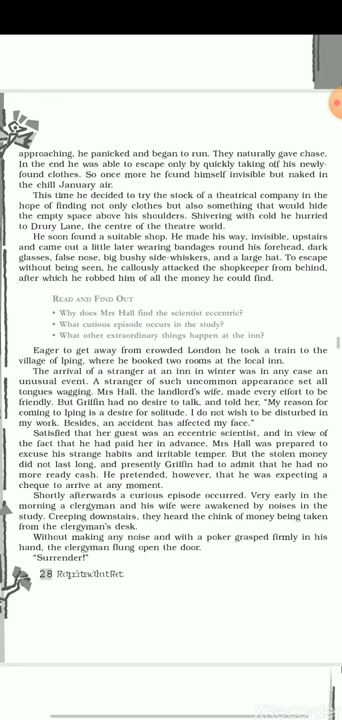 approaching, he panicked and began to run. They naturally gave chase.
In the end he was able to escape only by quickly taking off his newly-
found clothes. So once more he found himself invisible but naked in
the chill January air.
This time he decided to try the stock of a theatrical company in the
hope of finding not only clothes but also something that would hide
the empty space above his shoulders. Shivering with cold he hurried
to Drury Lane, the centre of the theatre world.
He soon found a suitable shop. He made his way, invisible, upstairs
and came out a little later wearing bandages round his forehead, dark
glasses, false nose, big bushy side-whiskers, and a large hat. To escape
without being seen, he callously attacked the shopkeeper from behind,
after which he robbed him of all the money he could find.
READ AND FIND OUT
• Why does Mrs Hall find the scientist eccentric?
• What curious episode occurs in the study?
• What other extraordinary things happen at the inn?
Eager to get away from crowded London he took a train to the
village of Iping, where he booked two rooms at the local inn.
The arrival of a stranger at an inn in winter was in any case an
unusual event. A stranger of such uncommon appearance set all
tongues wagging. Mrs Hall, the landlord's wife, made every effort to be
friendly. But Griffin had no desire to talk, and told her, "My reason for
coming to Iping is a desire for solitude. I do not wish to be disturbed in
my work. Besides, an accident has affected my face."
Satisfied that her guest was an eccentric scientist, and in view of
the fact that he had paid her in advance, Mrs Hall was prepared to
excuse his strange habits and irritable temper. But the stolen money
did not last long, and presently Griffin had to admit that he had no
more ready cash. He pretended, however, that he was expecting a
cheque to arrive at any moment.
Shortly afterwards a curious episode occurred. Very early in the
morning a clergyman and his wife were awakened by noises in the
study. Creeping downstairs, they heard the chink of money being taken
from the clergyman's desk.
Without making any noise and with a poker grasped firmly in his
hand, the clergyman flung open the door.
"Surrender!"
28
XRecorder